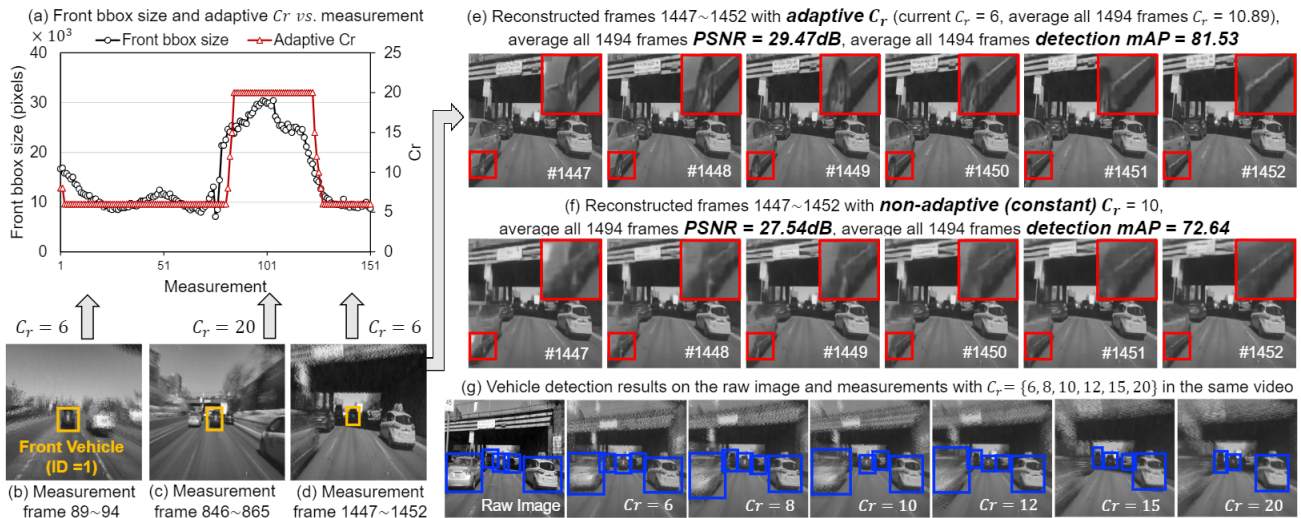 (a) Front bbox size and adaptive Cr vs. measurement
× 10³
Front bbox size
Adaptive Cr
40
30
20
10
0
Front bbox size (pixels)
25
20
15
10
5
0
Cr
1
51
101
151
Measurement
C_r = 6
C_r = 20
C_r = 6
Front Vehicle
(ID =1)
(b) Measurement
frame 89~94
(c) Measurement
frame 846~865
(d) Measurement
frame 1447~1452
(e) Reconstructed frames 1447~1452 with adaptive C_r (current C_r = 6, average all 1494 frames C_r = 10.89),
average all 1494 frames PSNR = 29.47dB, average all 1494 frames detection mAP = 81.53
#1447
#1448
#1449
#1450
#1451
#1452
(f) Reconstructed frames 1447~1452 with non-adaptive (constant) C_r = 10,
average all 1494 frames PSNR = 27.54dB, average all 1494 frames detection mAP = 72.64
#1447
#1448
#1449
#1450
#1451
#1452
(g) Vehicle detection results on the raw image and measurements with C_r = {6, 8, 10, 12, 15, 20} in the same video
Raw Image
Cr = 6
Cr = 8
Cr = 10
Cr = 12
Cr = 15
Cr = 20